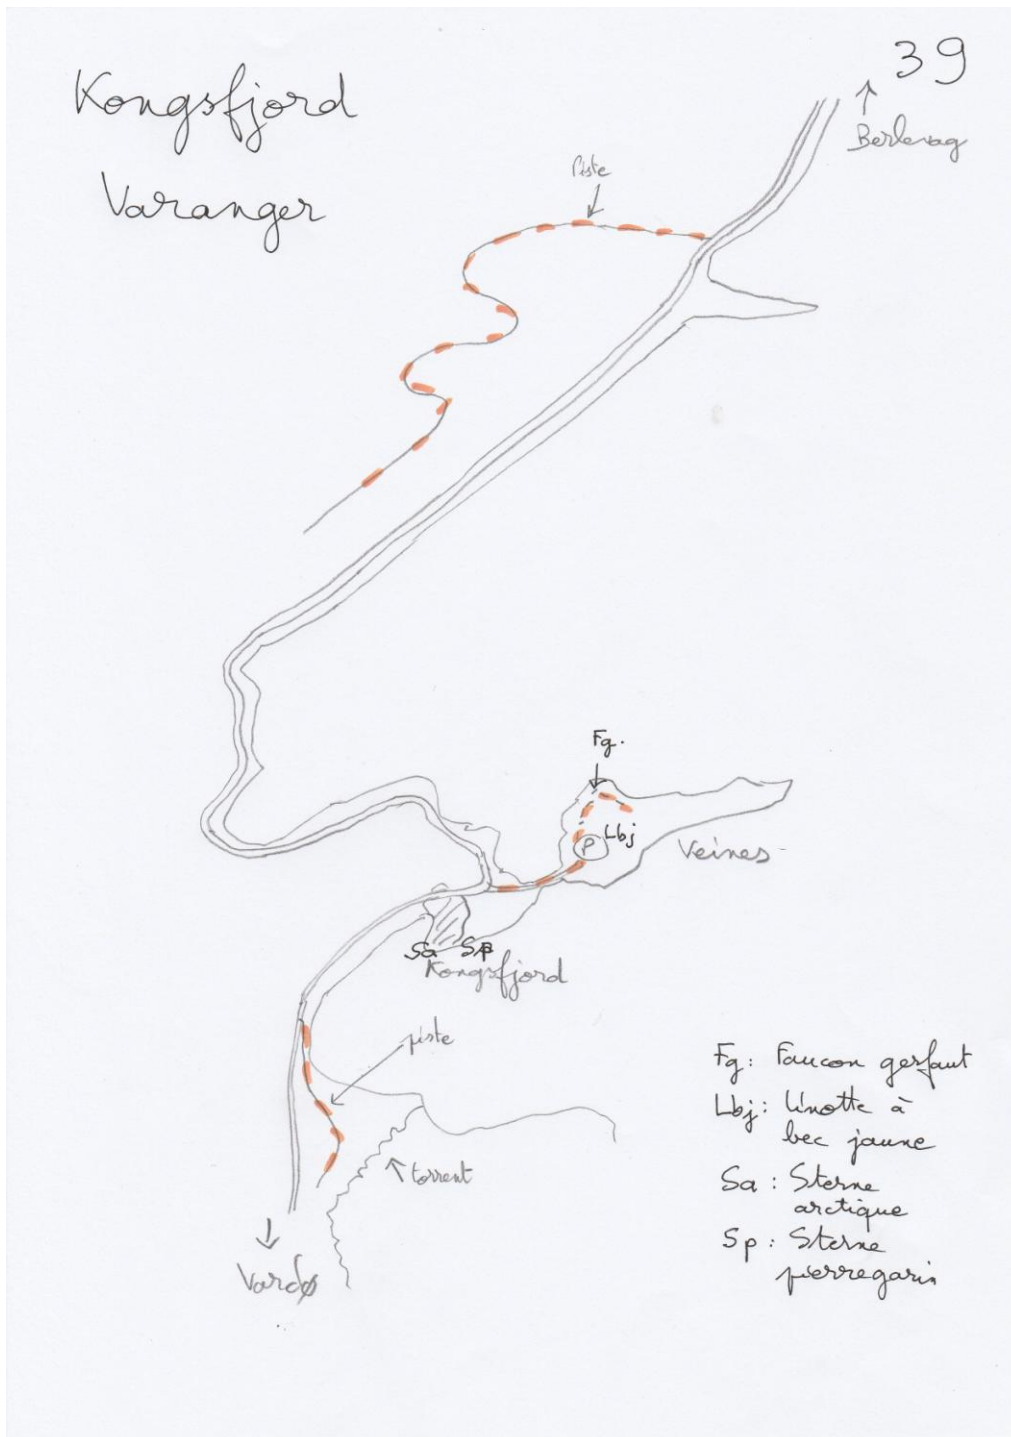 39
Kongsfjord
Varanger
Berlevag
Piste
Fg.
Lbj
P
Veines
Sa Sp
Kongsfjord
piste
torrent
Vardø
Fg: Faucon gerfaut
Lbj: linotte à
bec jaune
Sa : Sterne
arctique
Sp : Sterne
pierregarin